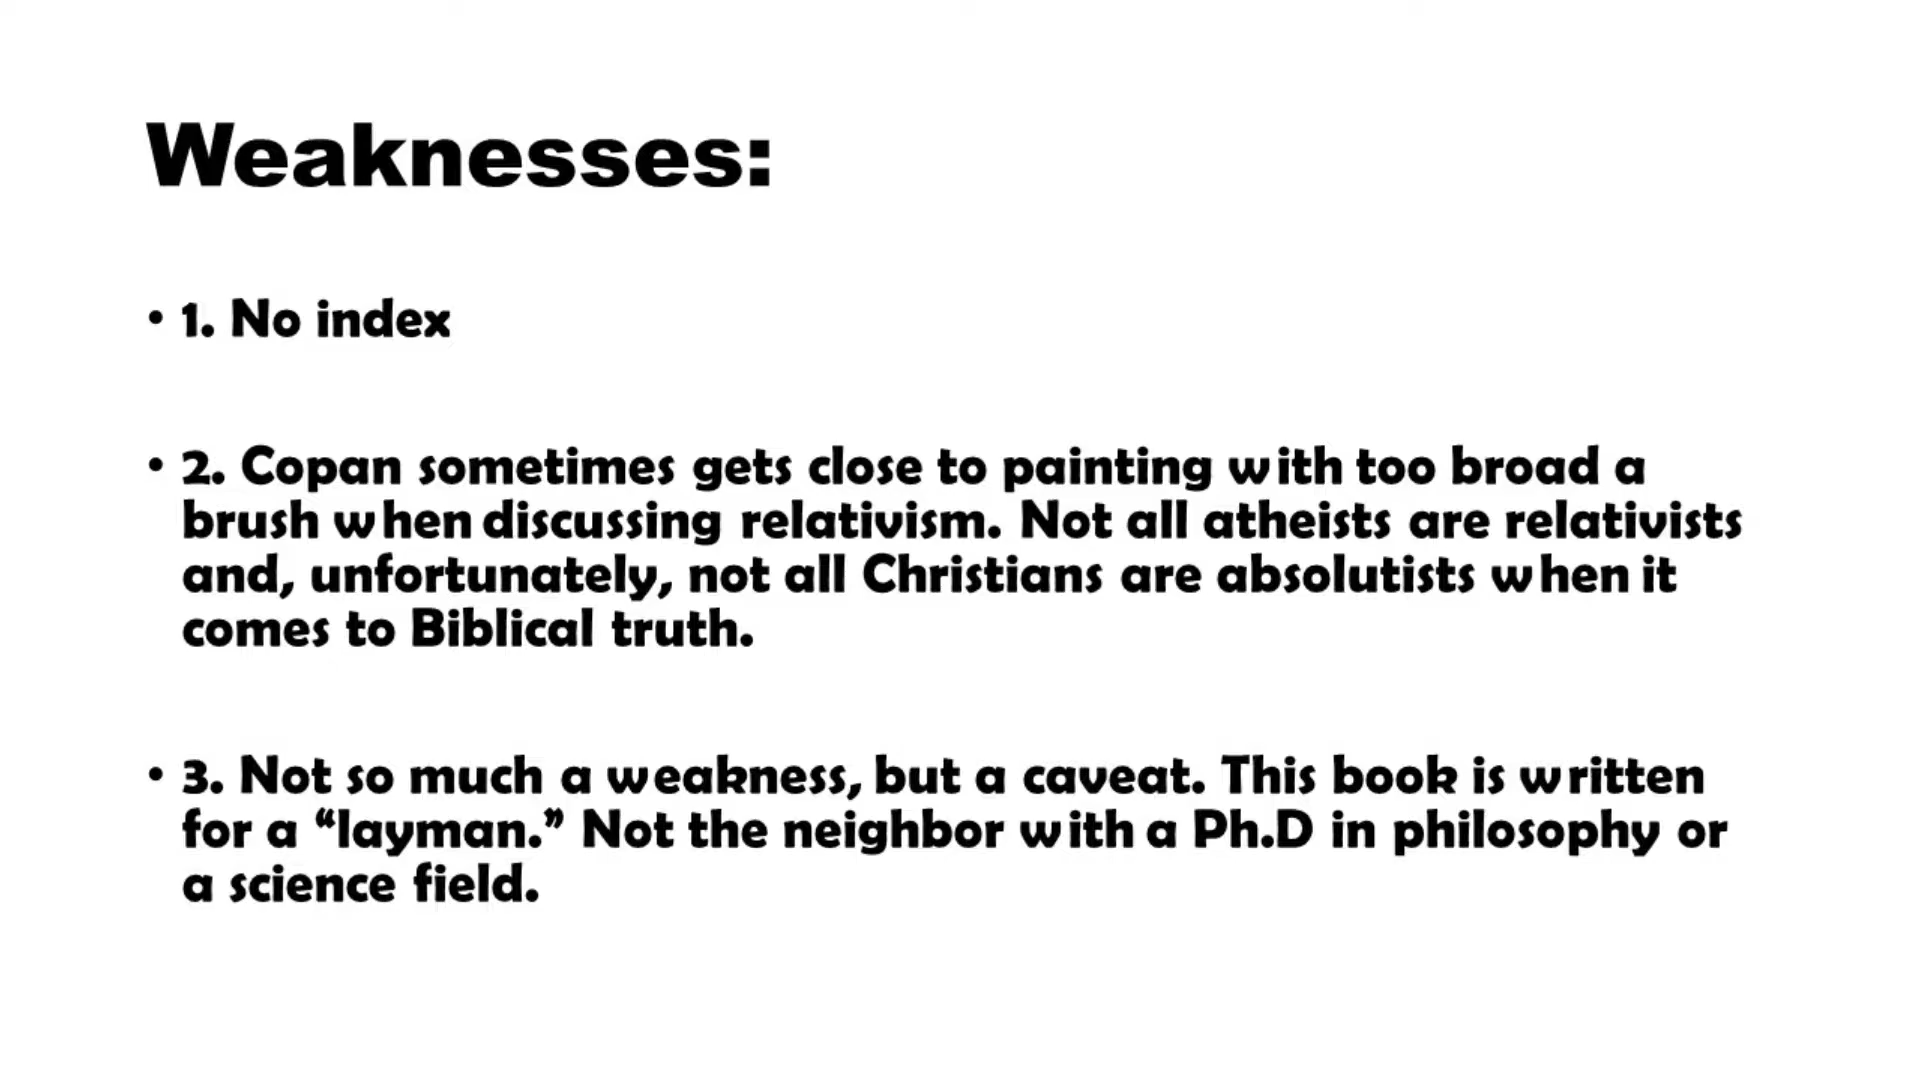 Weaknesses:
• 1. No index
• 2. Copan sometimes gets close to painting with too broad a
brush when discussing relativism. Not all atheists are relativists
and, unfortunately, not all Christians are absolutists when it
comes to Biblical truth.
• 3. Not so much a weakness, but a caveat. This book is written
for a “layman.” Not the neighbor with a Ph.D in philosophy or
a science field.